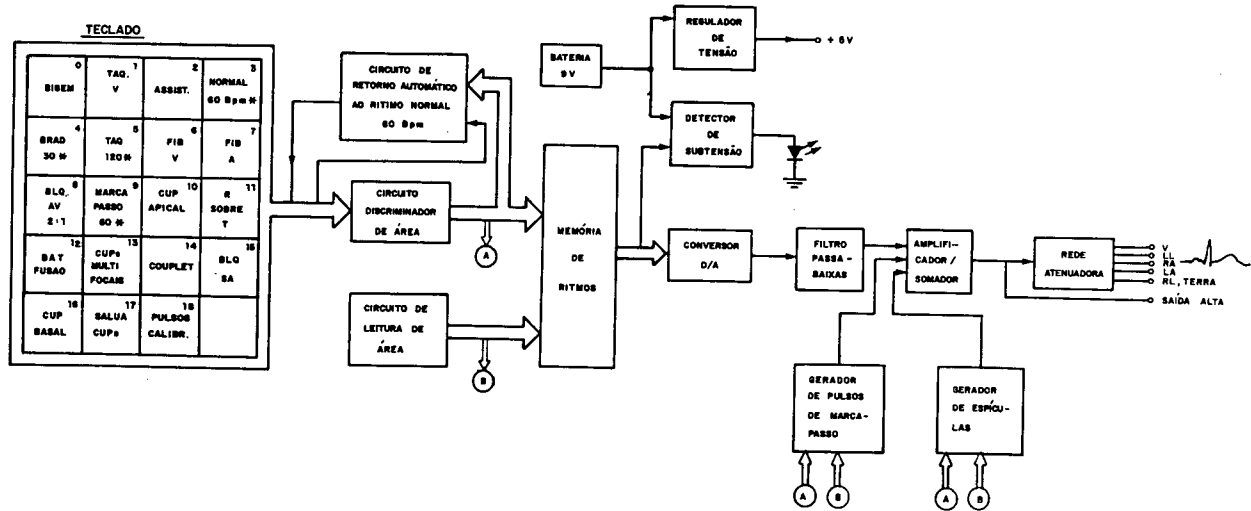 TECLADO
0
BIGEM
1
TAQ.
V
2
ASSIST.
3
NORMAL
60 Bpm *
4
BRAD
30 *
5
TAQ
120 *
6
FIB
V
7
FIB
A
8
BLQ.
AV
2:1
9
MARCA
PASSO
60 *
10
CUP
APICAL
11
R
SOBRE
T
12
BAT
FUSAO
13
CUPs
MULTI
FOCAIS
14
COUPLET
15
BLQ
SA
16
CUP
BASAL
17
SALUA
CUPs
18
PULSOS
CALIBR.
CIRCUITO DE
RETORNO AUTOMÁTICO
AO RITIMO NORMAL
60 Bpm
CIRCUITO
DISCRIMINADOR
DE ÁREA
A
CIRCUITO DE
LEITURA DE
ÁREA
B
MEMÓRIA
DE
RITMOS
BATERIA
9V
REGULADOR
DE
TENSÃO
+ 6V
DETECTOR
DE
SUBTENSÃO
CONVERSOR
D/A
FILTRO
PASSA-
BAIXAS
AMPLIFI-
CADOR/
SOMADOR
REDE
ATENUADORA
V
LL
RA
LA
RL, TERRA
SAÍDA ALTA
GERADOR
DE PULSOS
DE MARCA-
PASSO
A
B
GERADOR
DE ESPÍCU-
LAS
A
B